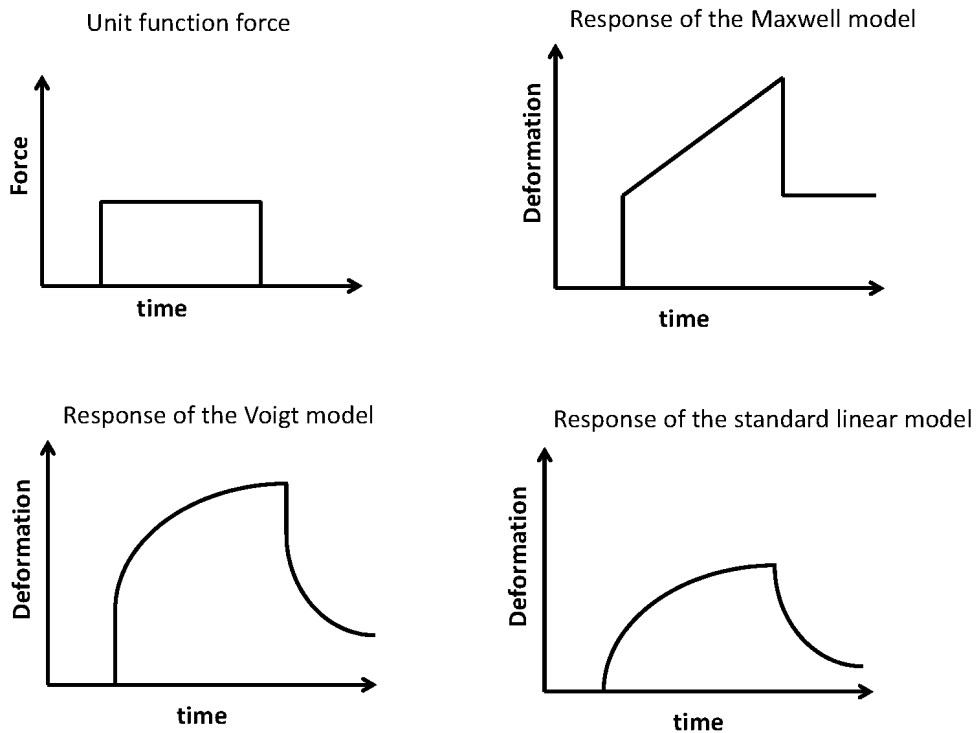 Unit function force
Force
time
Response of the Maxwell model
Deformation
time
Response of the Voigt model
Deformation
time
Response of the standard linear model
Deformation
time